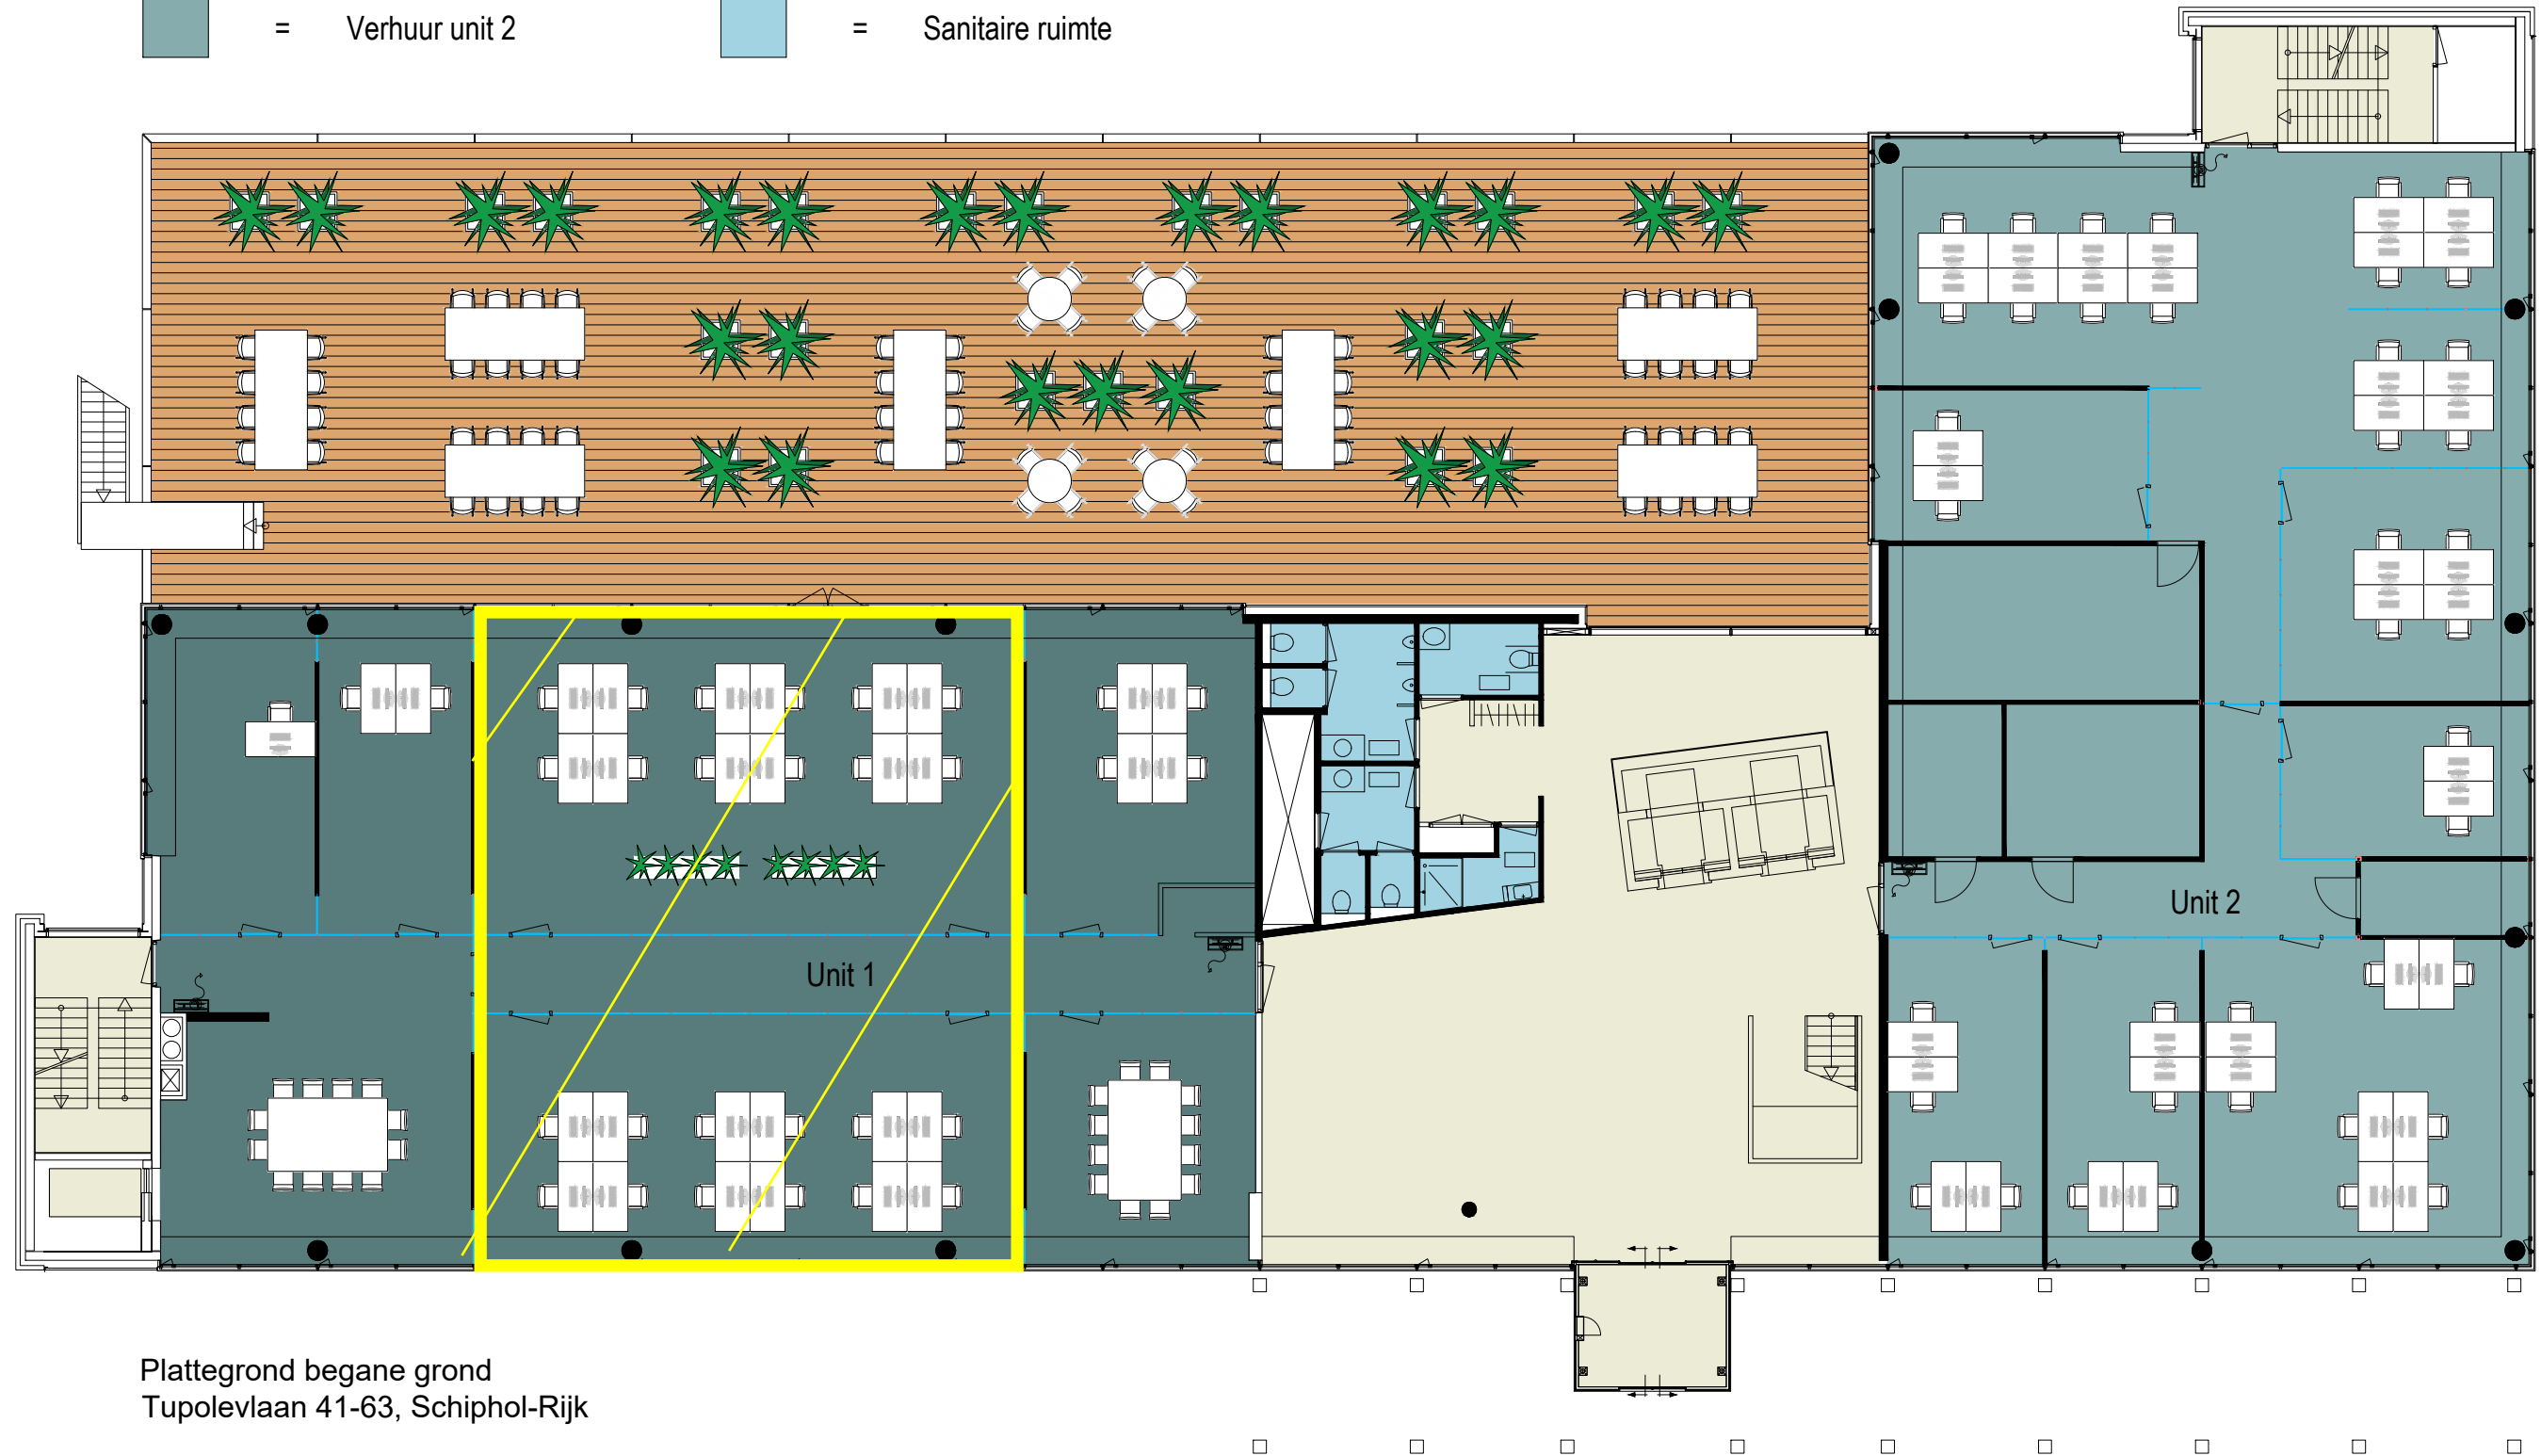 = Verhuur unit 2
= Sanitaire ruimte
Unit 2
Unit 1
Plattegrond begane grond
Tupolevlaan 41-63, Schiphol-Rijk